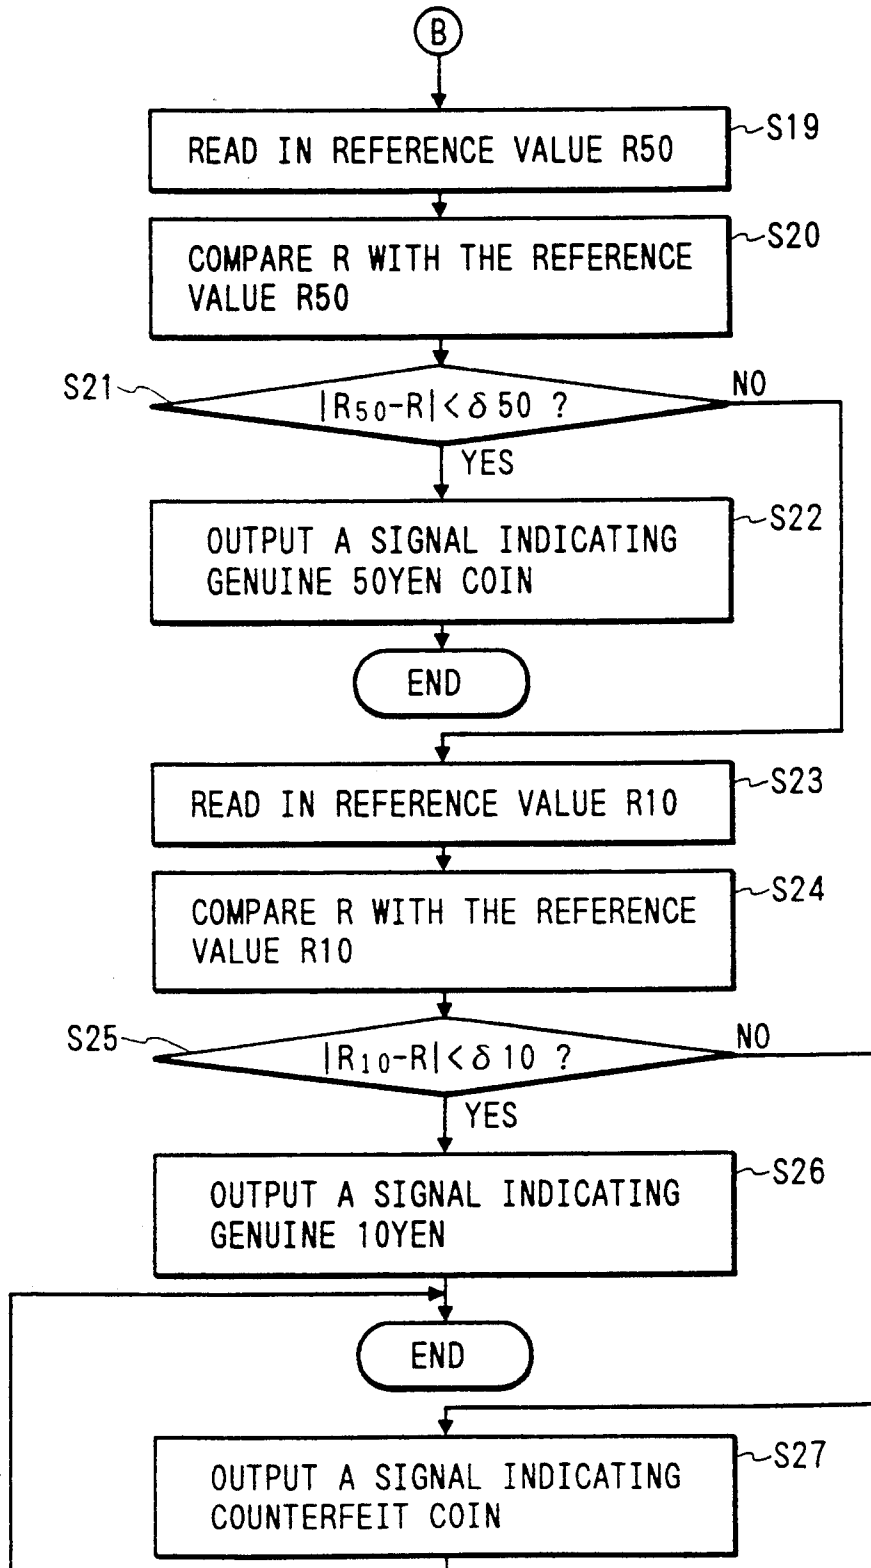 B
READ IN REFERENCE VALUE R50
S19
COMPARE R WITH THE REFERENCE
VALUE R50
S20
S21
|R50-R|<δ50 ?
NO
YES
OUTPUT A SIGNAL INDICATING
GENUINE 50YEN COIN
S22
END
READ IN REFERENCE VALUE R10
S23
COMPARE R WITH THE REFERENCE
VALUE R10
S24
S25
|R10-R|<δ10 ?
NO
YES
OUTPUT A SIGNAL INDICATING
GENUINE 10YEN
S26
END
OUTPUT A SIGNAL INDICATING
COUNTERFEIT COIN
S27